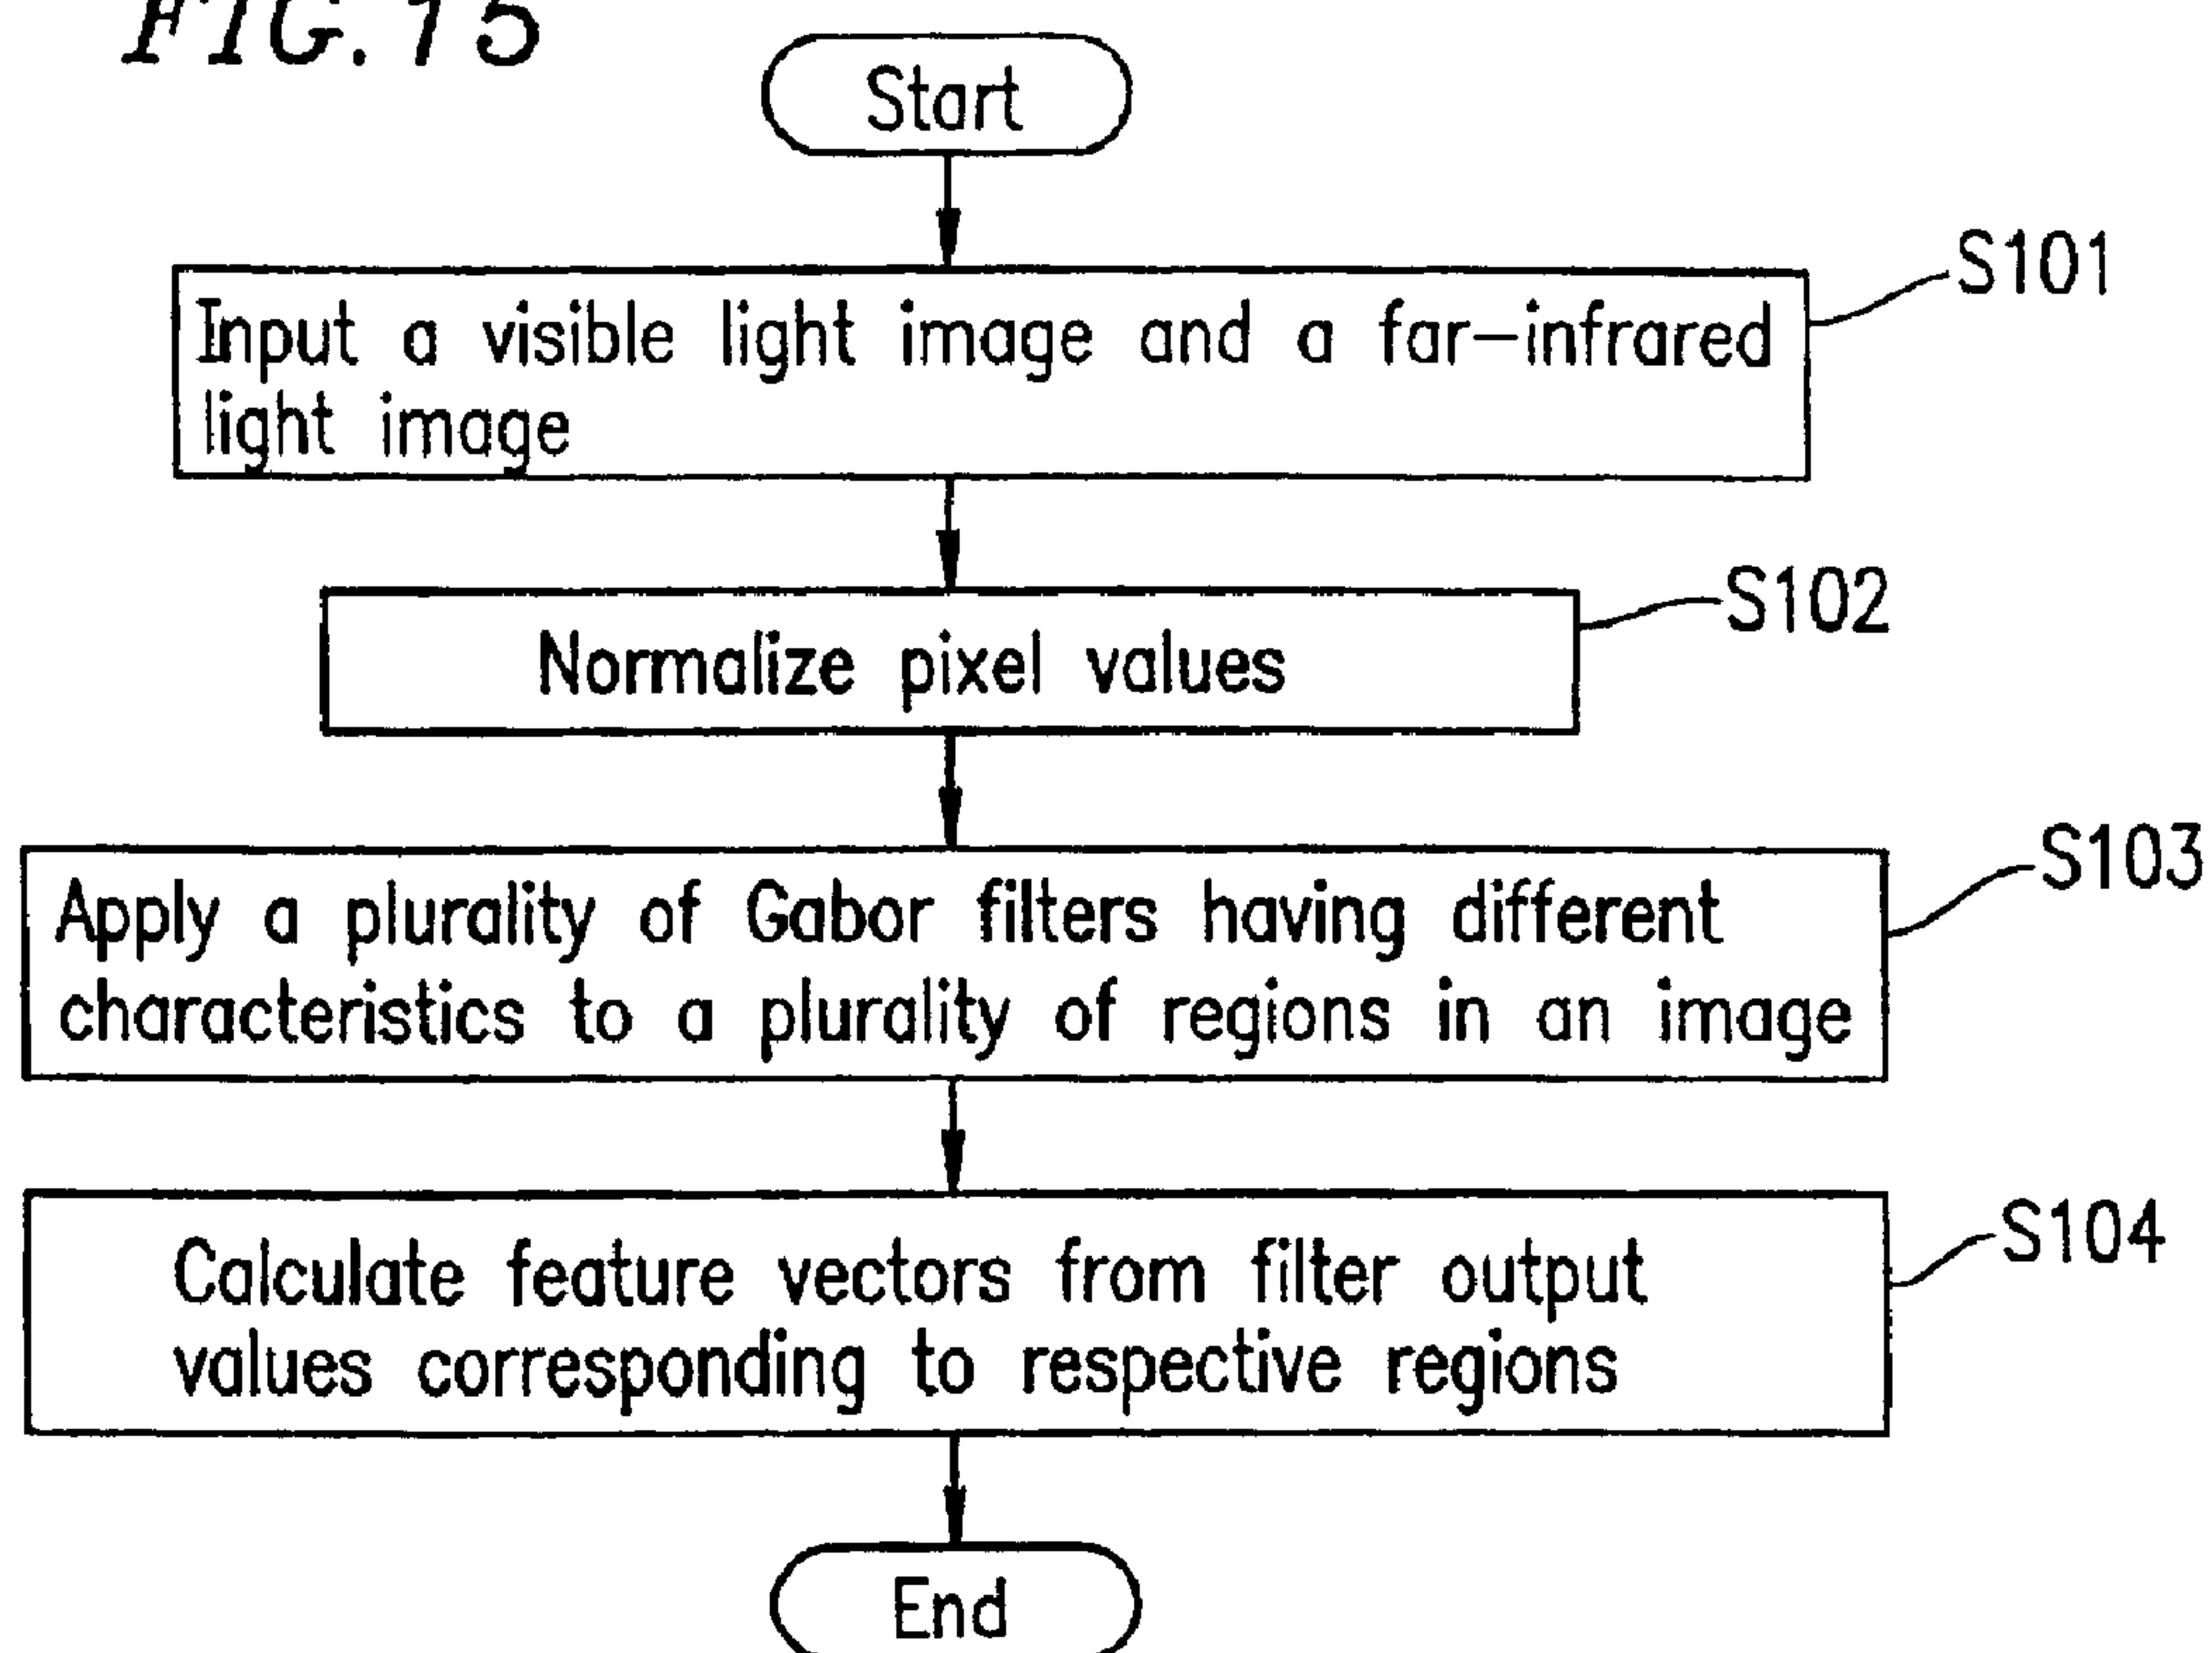 FIG. 15
Start
S101
Input a visible light image and a far-infrared
light image
S102
Normalize pixel values
S103
Apply a plurality of Gabor filters having different
characteristics to a plurality of regions in an image
S104
Calculate feature vectors from filter output
values corresponding to respective regions
End